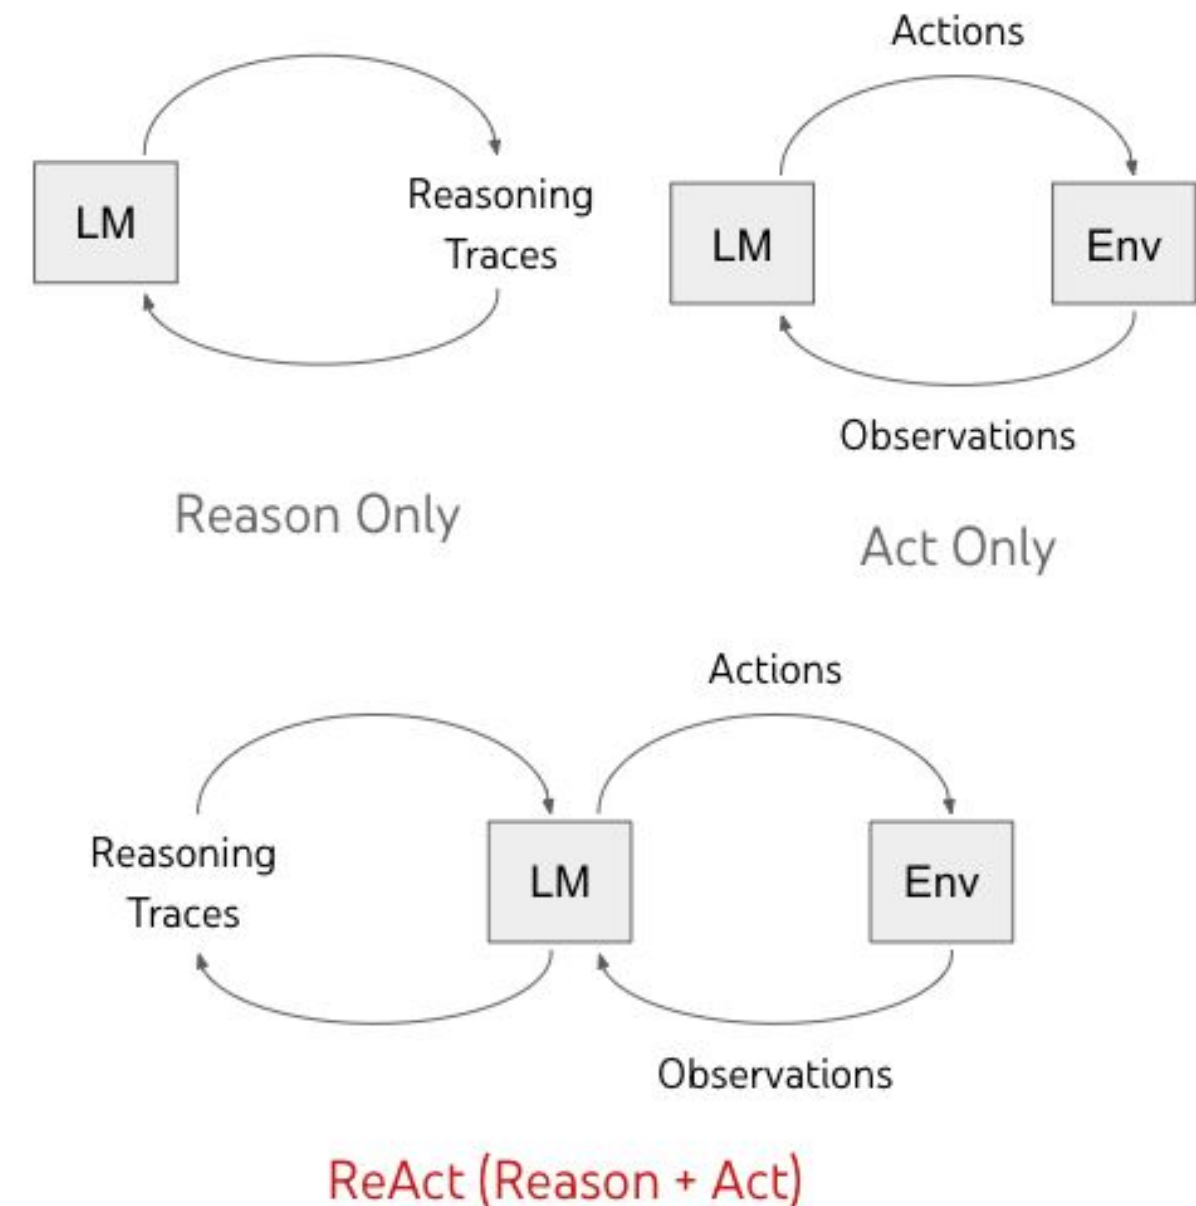 Actions
LM
Reasoning
Traces
LM
Env
Observations
Reason Only
Act Only
Actions
Reasoning
Traces
LM
Env
Observations
ReAct (Reason + Act)